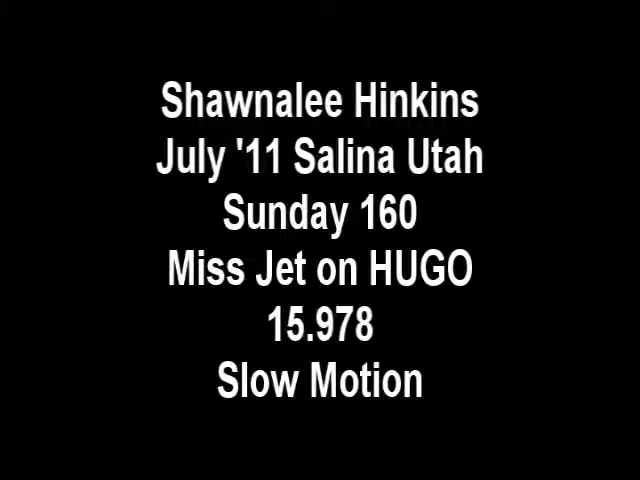 Shawnalee Hinkins
July '11 Salina Utah
Sunday 160
Miss Jet on HUGO
15.978
Slow Motion